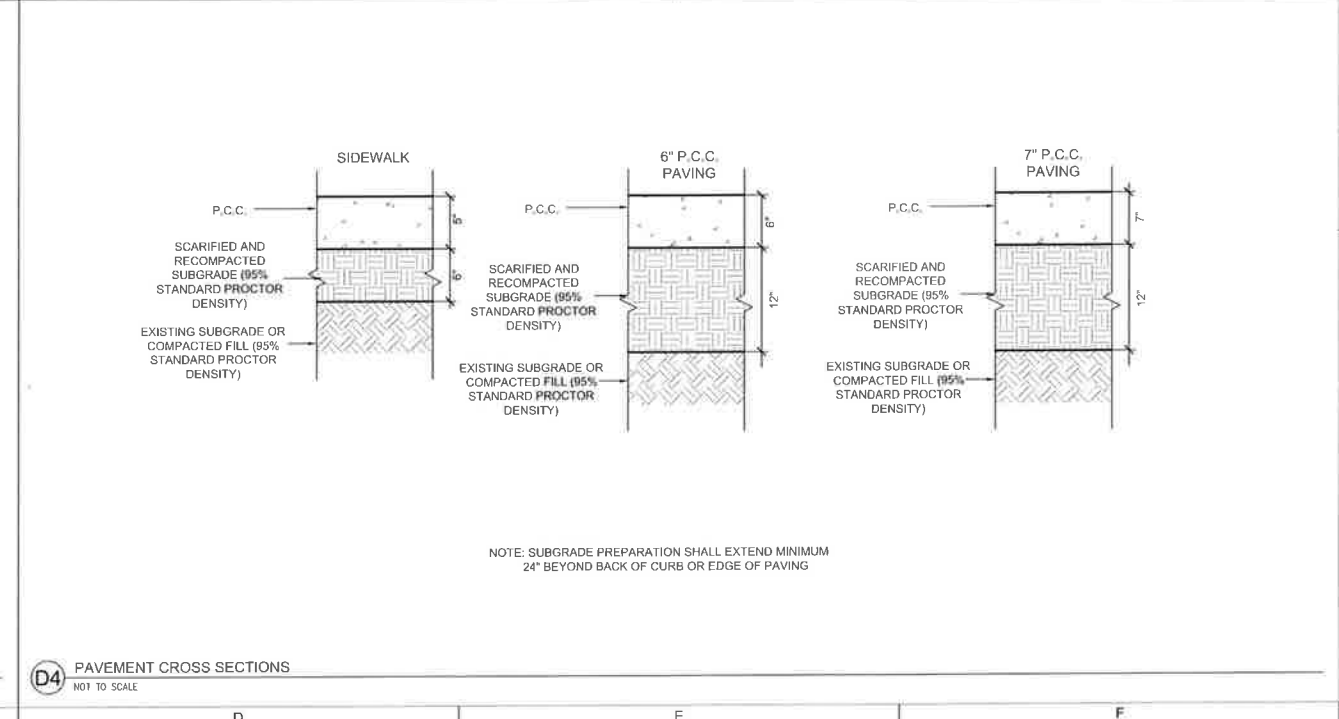 SIDEWALK
P.C.C.
5"
SCARIFIED AND
RECOMPACTED
SUBGRADE (95%
STANDARD PROCTOR
DENSITY)
6"
EXISTING SUBGRADE OR
COMPACTED FILL (95%
STANDARD PROCTOR
DENSITY)
6" P.C.C.
PAVING
P.C.C.
6"
SCARIFIED AND
RECOMPACTED
SUBGRADE (95%
STANDARD PROCTOR
DENSITY)
12"
EXISTING SUBGRADE OR
COMPACTED FILL (95%
STANDARD PROCTOR
DENSITY)
7" P.C.C.
PAVING
P.C.C.
7"
SCARIFIED AND
RECOMPACTED
SUBGRADE (95%
STANDARD PROCTOR
DENSITY)
12"
EXISTING SUBGRADE OR
COMPACTED FILL (95%
STANDARD PROCTOR
DENSITY)
NOTE: SUBGRADE PREPARATION SHALL EXTEND MINIMUM
24" BEYOND BACK OF CURB OR EDGE OF PAVING
D4 PAVEMENT CROSS SECTIONS
NOT TO SCALE
D E F